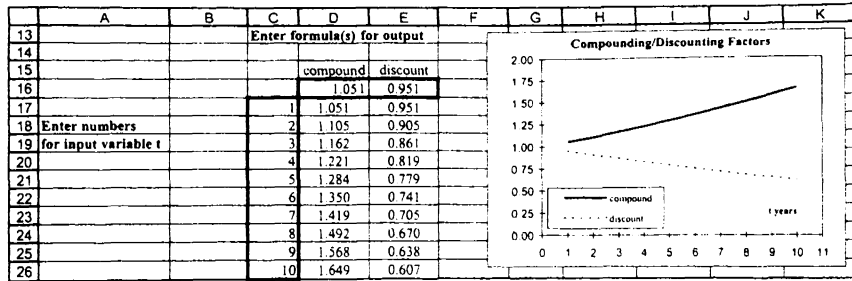 A B C D E F G H I J K
13 Enter formula(s) for output
14
15 compound discount
16 1.051 0.951
17 1 1.051 0.951
18 Enter numbers 2 1.105 0.905
19 for input variable t 3 1.162 0.861
20 4 1.221 0.819
21 5 1.284 0.779
22 6 1.350 0.741
23 7 1.419 0.705
24 8 1.492 0.670
25 9 1.568 0.638
26 10 1.649 0.607
Compounding/Discounting Factors
2.00
1.75
1.50
1.25
1.00
0.75
0.50
0.25
0.00
compound
discount
t years
0 1 2 3 4 5 6 7 8 9 10 11